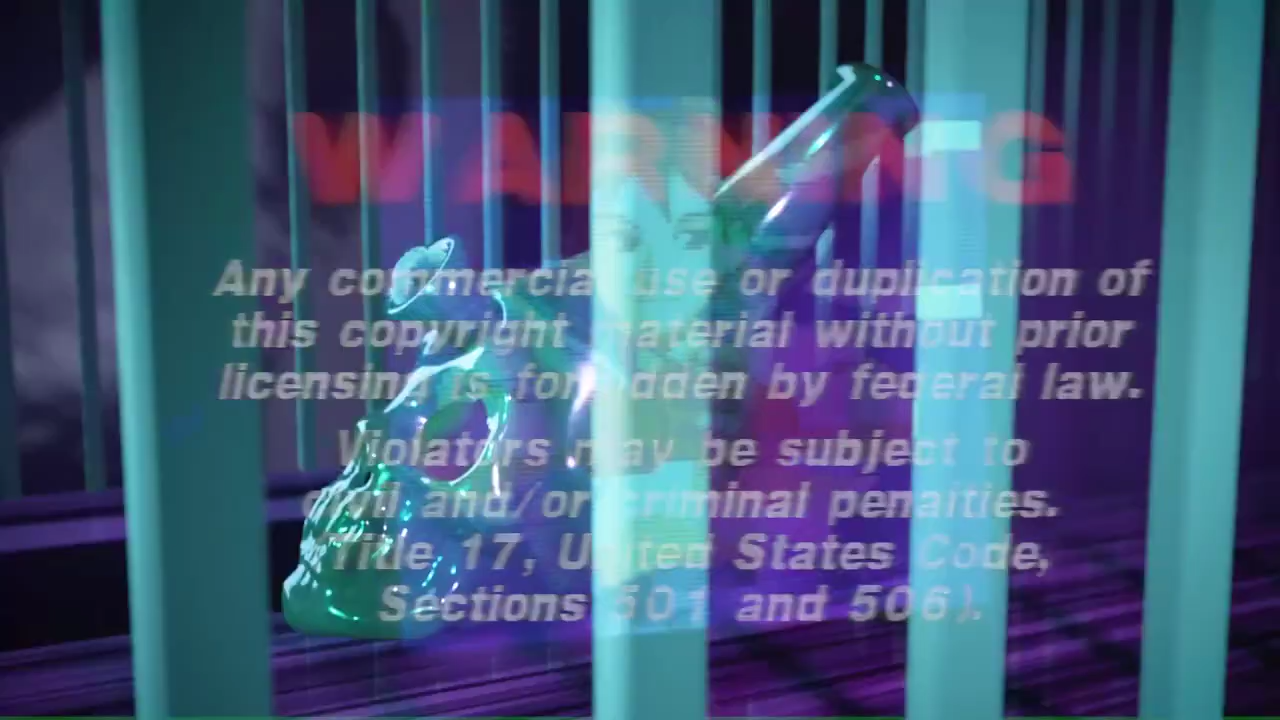 WARNING
Any commercial use or duplication of
this copyright material without prior
licensing is forbidden by federal law.
Violators may be subject to
civil and/or criminal penalties.
Title 17, United States Code,
Sections 501 and 506).